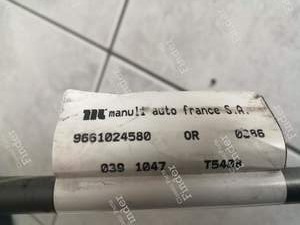 manuli auto france S.A.
9661024580 OR 0286
039 1047 T5408